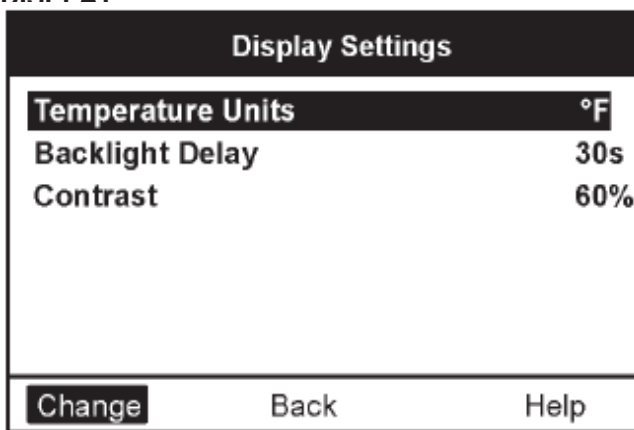 Display Settings
Temperature Units °F
Backlight Delay 30s
Contrast 60%
Change Back Help